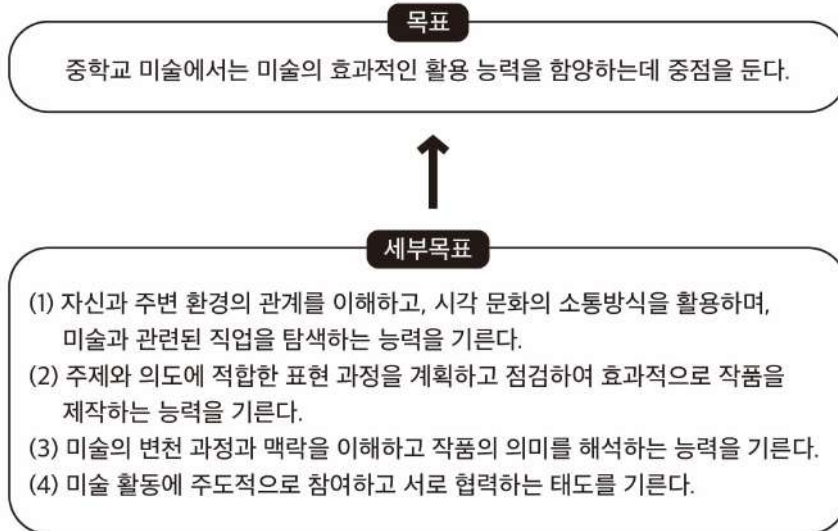 목표
중학교 미술에서는 미술의 효과적인 활용 능력을 함양하는데 중점을 둔다.
세부목표
(1) 자신과 주변 환경의 관계를 이해하고, 시각 문화의 소통방식을 활용하며,
미술과 관련된 직업을 탐색하는 능력을 기른다.
(2) 주제와 의도에 적합한 표현 과정을 계획하고 점검하여 효과적으로 작품을
제작하는 능력을 기른다.
(3) 미술의 변천 과정과 맥락을 이해하고 작품의 의미를 해석하는 능력을 기른다.
(4) 미술 활동에 주도적으로 참여하고 서로 협력하는 태도를 기른다.